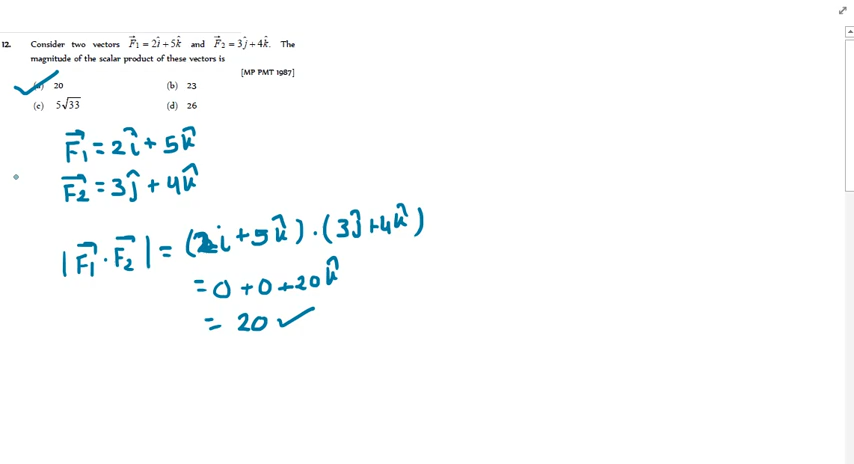 12. Consider two vectors F⃗₁ = 2î + 5k̂ and F⃗₂ = 3ĵ + 4k̂. The
magnitude of the scalar product of these vectors is
[MP PMT 1987]
(a) 20 (b) 23
(c) 5√33 (d) 26
F⃗₁ = 2î + 5k̂
F⃗₂ = 3ĵ + 4k̂
|F⃗₁ · F⃗₂| = (2i + 5k̂) · (3ĵ + 4k̂)
= 0 + 0 + 20k̂
= 20 ✓